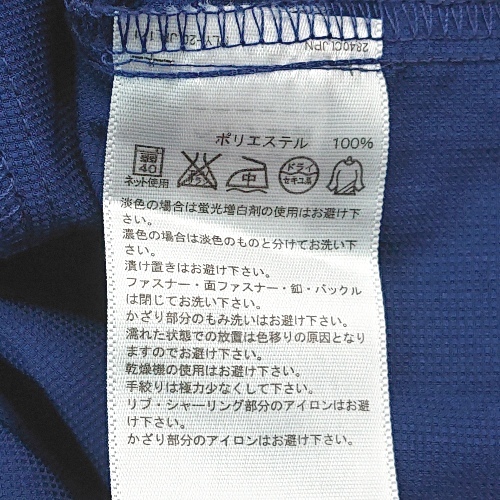 2840CIJPN
ポリエステル 100%
弱
40
ネット使用
中
ドライ
セキユ系
淡色の場合は蛍光増白剤の使用はお避け下
さい。
濃色の場合は淡色のものと分けてお洗い下
さい。
漬け置きはお避け下さい。
ファスナー・面ファスナー・釦・バックル
は閉じてお洗い下さい。
かざり部分のもみ洗いはお避け下さい。
濡れた状態での放置は色移りの原因となり
ますのでお避け下さい。
乾燥機の使用はお避け下さい。
手絞りは極力少なくして下さい。
リブ・シャーリング部分のアイロンはお避
け下さい。
かざり部分のアイロンはお避け下さい。